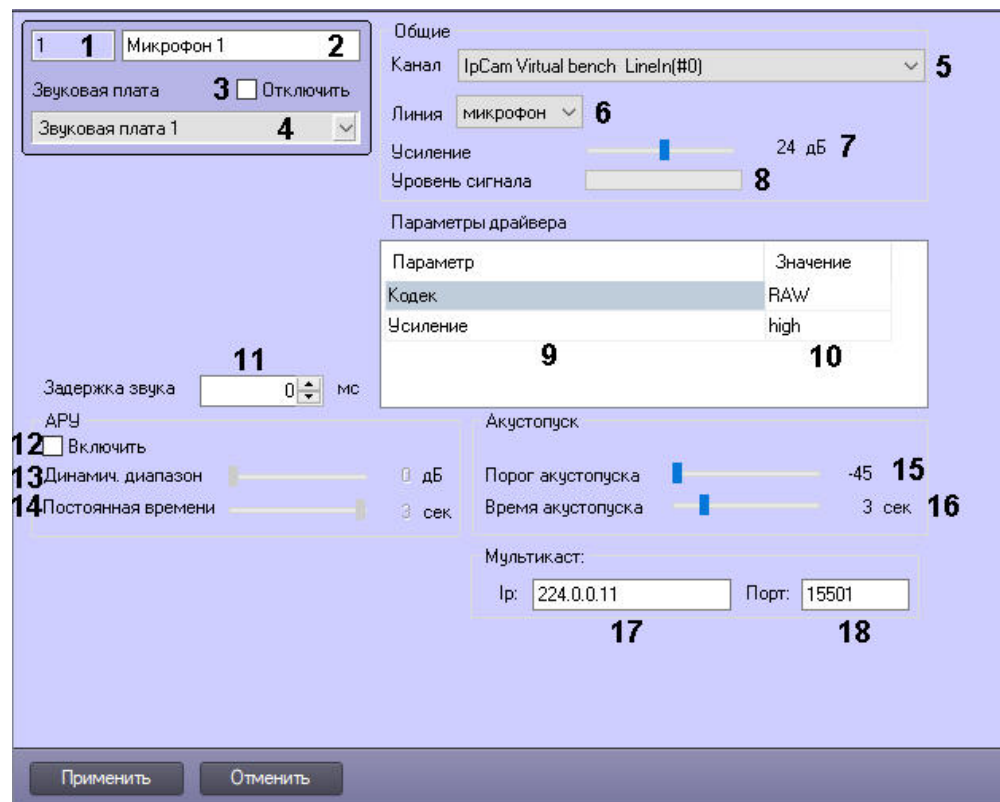 1 1 Микрофон 1 2
Звуковая плата 3 Отключить
Звуковая плата 1 4
Общие
Канал IpCam Virtual bench LineIn(#0) 5
Линия микрофон 6
Усиление 24 дБ 7
Уровень сигнала 8
Параметры драйвера
Параметр Значение
Кодек RAW
Усиление high
9 10
11
Задержка звука 0 мс
АРУ
12 Включить
13 Динамич. диапазон 0 дБ
14 Постоянная времени 3 сек
Акустопуск
Порог акустопуска -45 15
Время акустопуска 3 сек 16
Мультикаст:
Ip: 224.0.0.11 Порт: 15501
17 18
Применить Отменить